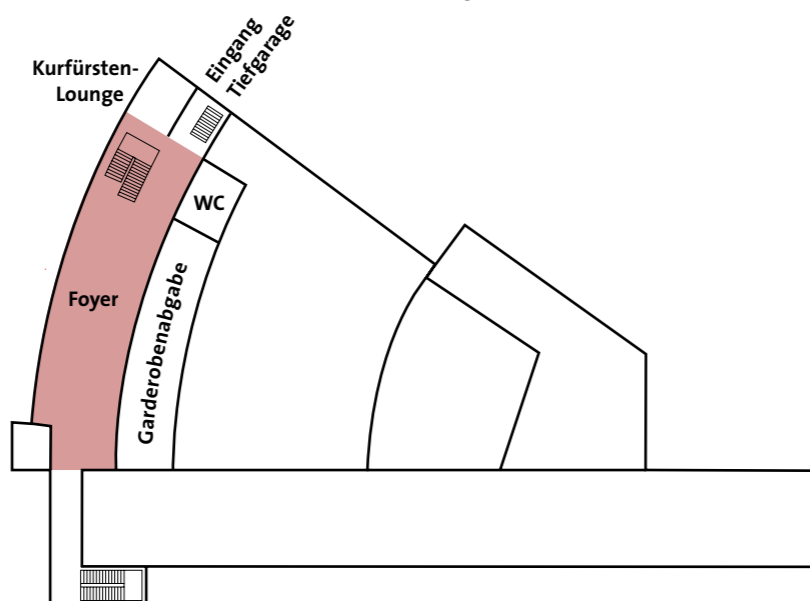 Eingang
Tiefgarage
Kurfürsten-
Lounge
WC
Foyer
Garderobenabgabe